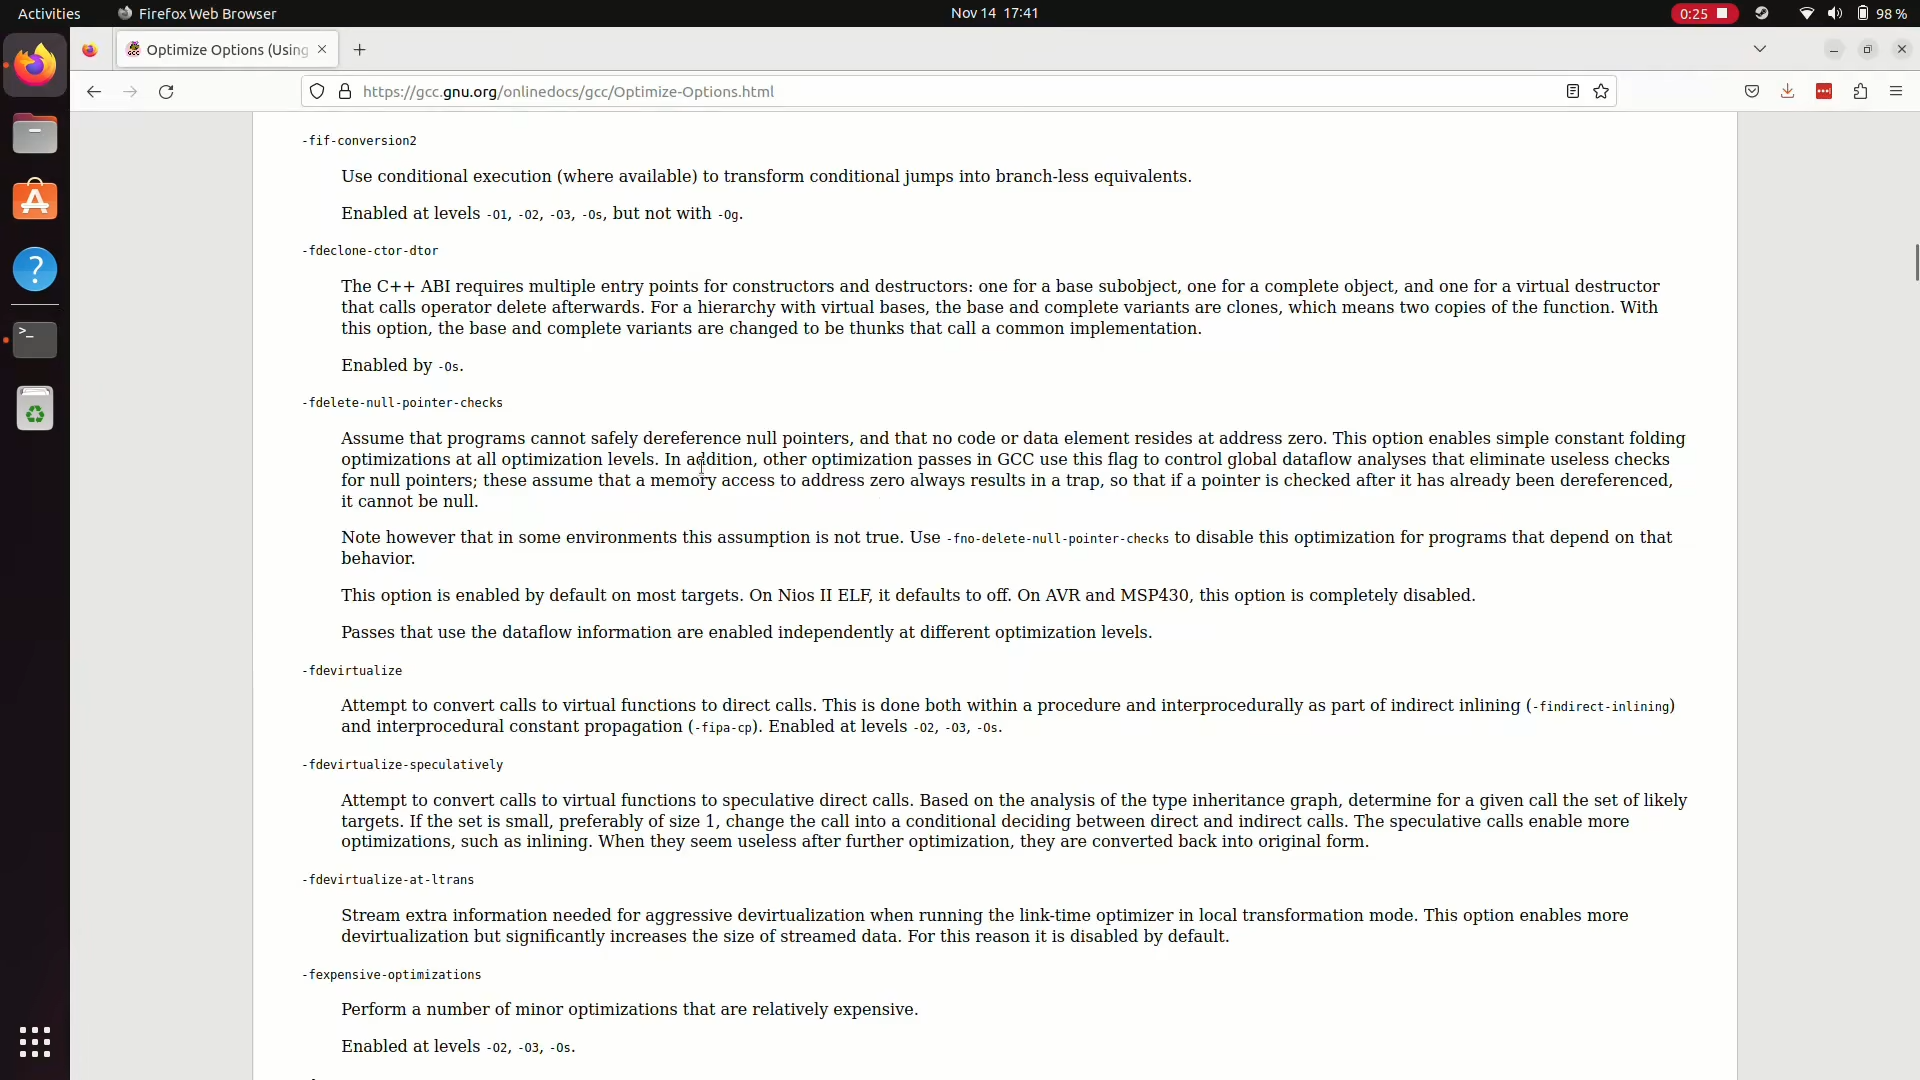 Activities
Firefox Web Browser
Nov 14 17:41
0:25
98 %
Optimize Options (Using
https://gcc.gnu.org/onlinedocs/gcc/Optimize-Options.html
-fif-conversion2
Use conditional execution (where available) to transform conditional jumps into branch-less equivalents.
Enabled at levels -O1, -O2, -O3, -Os, but not with -Og.
-fdeclone-ctor-dtor
The C++ ABI requires multiple entry points for constructors and destructors: one for a base subobject, one for a complete object, and one for a virtual destructor
that calls operator delete afterwards. For a hierarchy with virtual bases, the base and complete variants are clones, which means two copies of the function. With
this option, the base and complete variants are changed to be thunks that call a common implementation.
Enabled by -Os.
-fdelete-null-pointer-checks
Assume that programs cannot safely dereference null pointers, and that no code or data element resides at address zero. This option enables simple constant folding
optimizations at all optimization levels. In addition, other optimization passes in GCC use this flag to control global dataflow analyses that eliminate useless checks
for null pointers; these assume that a memory access to address zero always results in a trap, so that if a pointer is checked after it has already been dereferenced,
it cannot be null.
Note however that in some environments this assumption is not true. Use -fno-delete-null-pointer-checks to disable this optimization for programs that depend on that
behavior.
This option is enabled by default on most targets. On Nios II ELF, it defaults to off. On AVR and MSP430, this option is completely disabled.
Passes that use the dataflow information are enabled independently at different optimization levels.
-fdevirtualize
Attempt to convert calls to virtual functions to direct calls. This is done both within a procedure and interprocedurally as part of indirect inlining (-findirect-inlining)
and interprocedural constant propagation (-fipa-cp). Enabled at levels -O2, -O3, -Os.
-fdevirtualize-speculatively
Attempt to convert calls to virtual functions to speculative direct calls. Based on the analysis of the type inheritance graph, determine for a given call the set of likely
targets. If the set is small, preferably of size 1, change the call into a conditional deciding between direct and indirect calls. The speculative calls enable more
optimizations, such as inlining. When they seem useless after further optimization, they are converted back into original form.
-fdevirtualize-at-ltrans
Stream extra information needed for aggressive devirtualization when running the link-time optimizer in local transformation mode. This option enables more
devirtualization but significantly increases the size of streamed data. For this reason it is disabled by default.
-fexpensive-optimizations
Perform a number of minor optimizations that are relatively expensive.
Enabled at levels -O2, -O3, -Os.